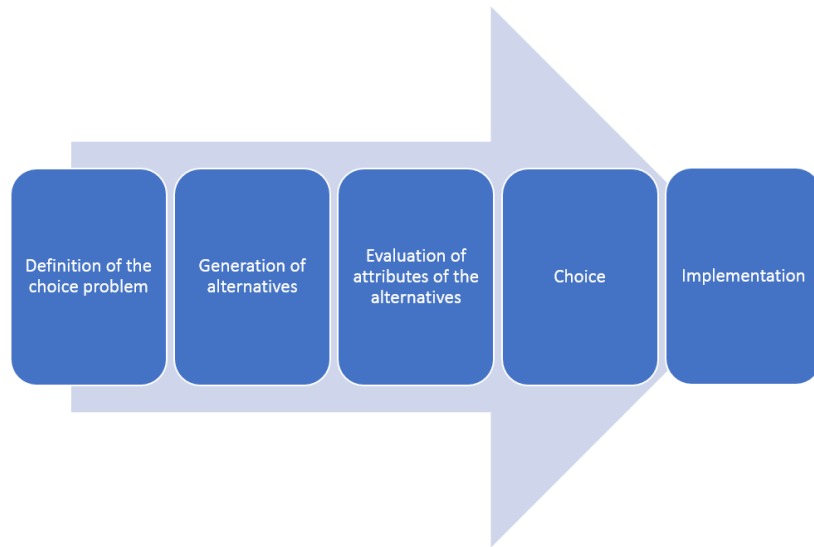 Definition of the
choice problem
Generation of
alternatives
Evaluation of
attributes of the
alternatives
Choice
Implementation